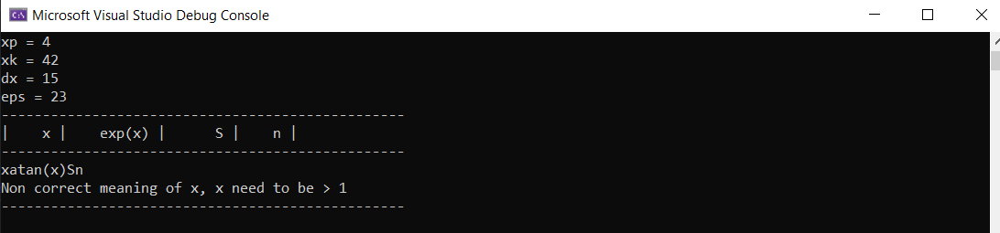 Microsoft Visual Studio Debug Console
xp = 4
xk = 42
dx = 15
eps = 23
-------------------------------------------------
|    x |    exp(x) |      S |    n |
-------------------------------------------------
xatan(x)Sn
Non correct meaning of x, x need to be > 1
-------------------------------------------------